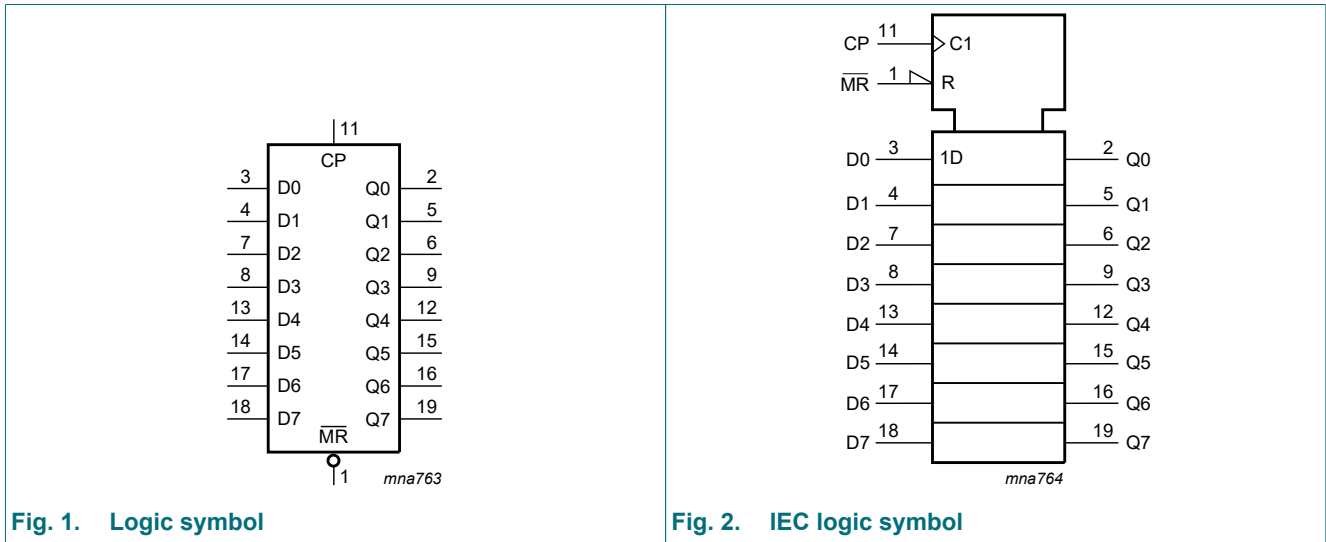 11
CP
3 D0 Q0 2
4 D1 Q1 5
7 D2 Q2 6
8 D3 Q3 9
13 D4 Q4 12
14 D5 Q5 15
17 D6 Q6 16
18 D7 Q7 19
M̅R̅
1 mna763
Fig. 1. Logic symbol
CP 11 C1
M̅R̅ 1 R
D0 3 1D 2 Q0
D1 4 5 Q1
D2 7 6 Q2
D3 8 9 Q3
D4 13 12 Q4
D5 14 15 Q5
D6 17 16 Q6
D7 18 19 Q7
mna764
Fig. 2. IEC logic symbol